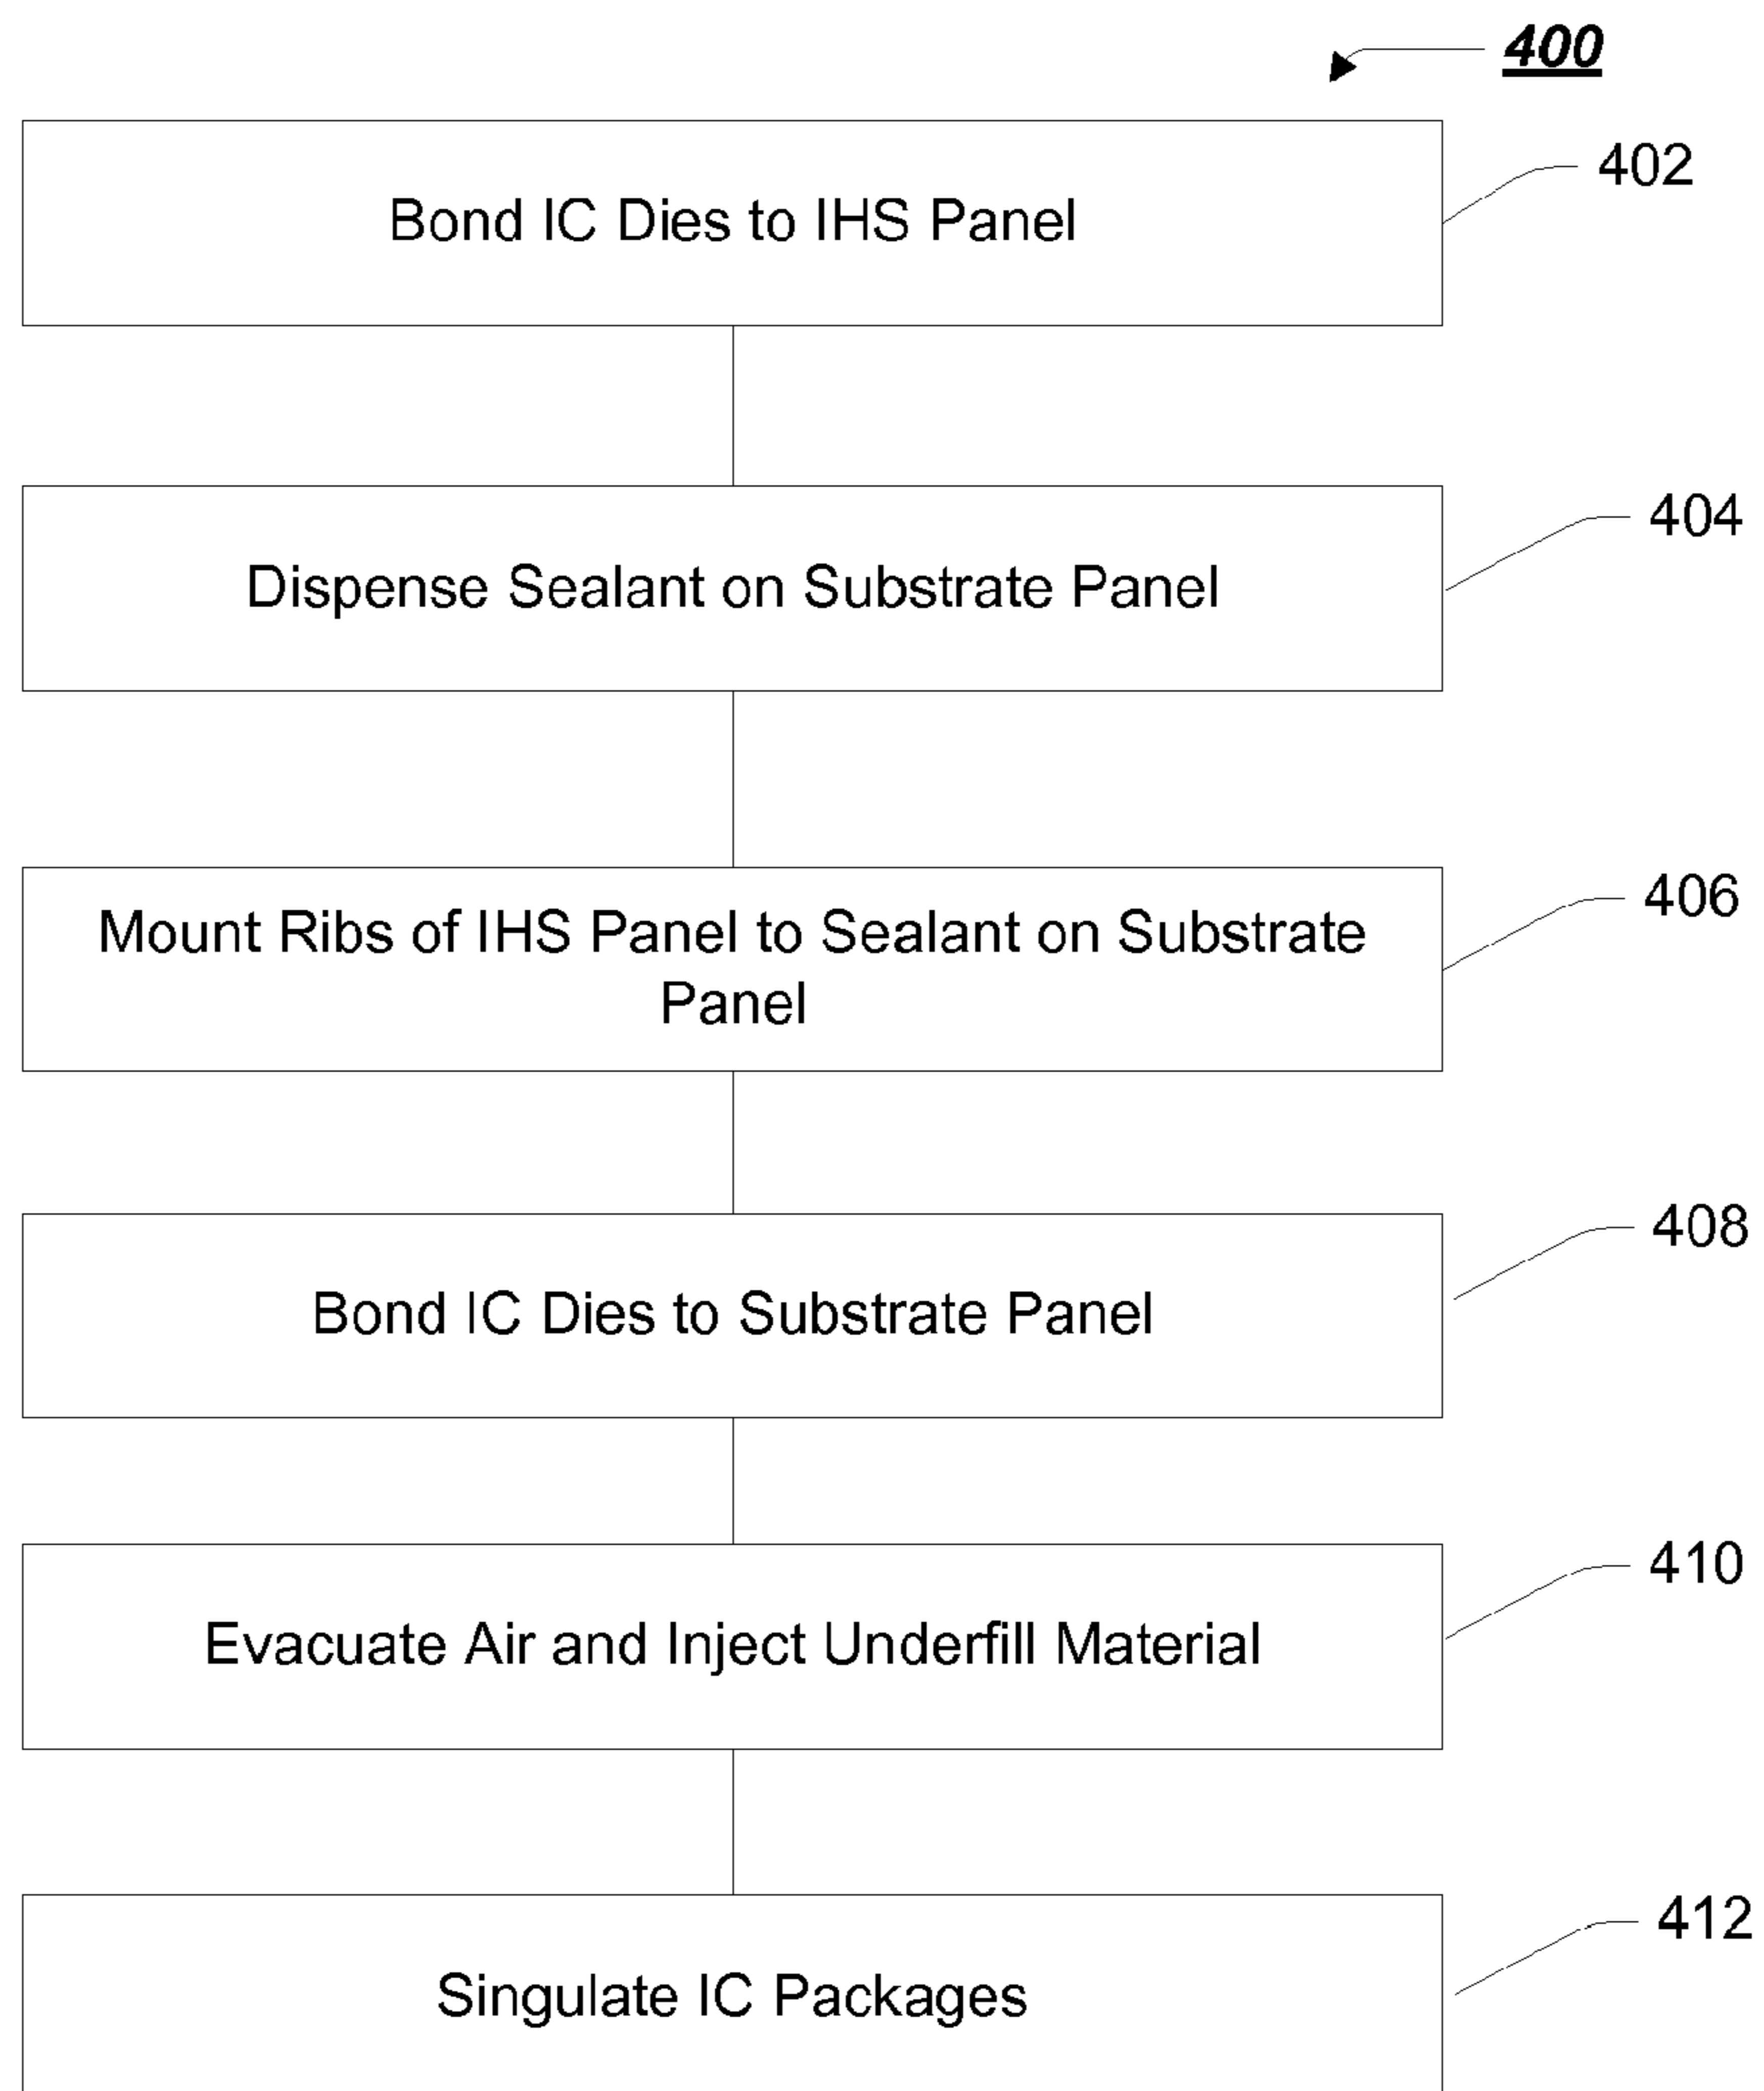 400
402
Bond IC Dies to IHS Panel
404
Dispense Sealant on Substrate Panel
406
Mount Ribs of IHS Panel to Sealant on Substrate
Panel
408
Bond IC Dies to Substrate Panel
410
Evacuate Air and Inject Underfill Material
412
Singulate IC Packages